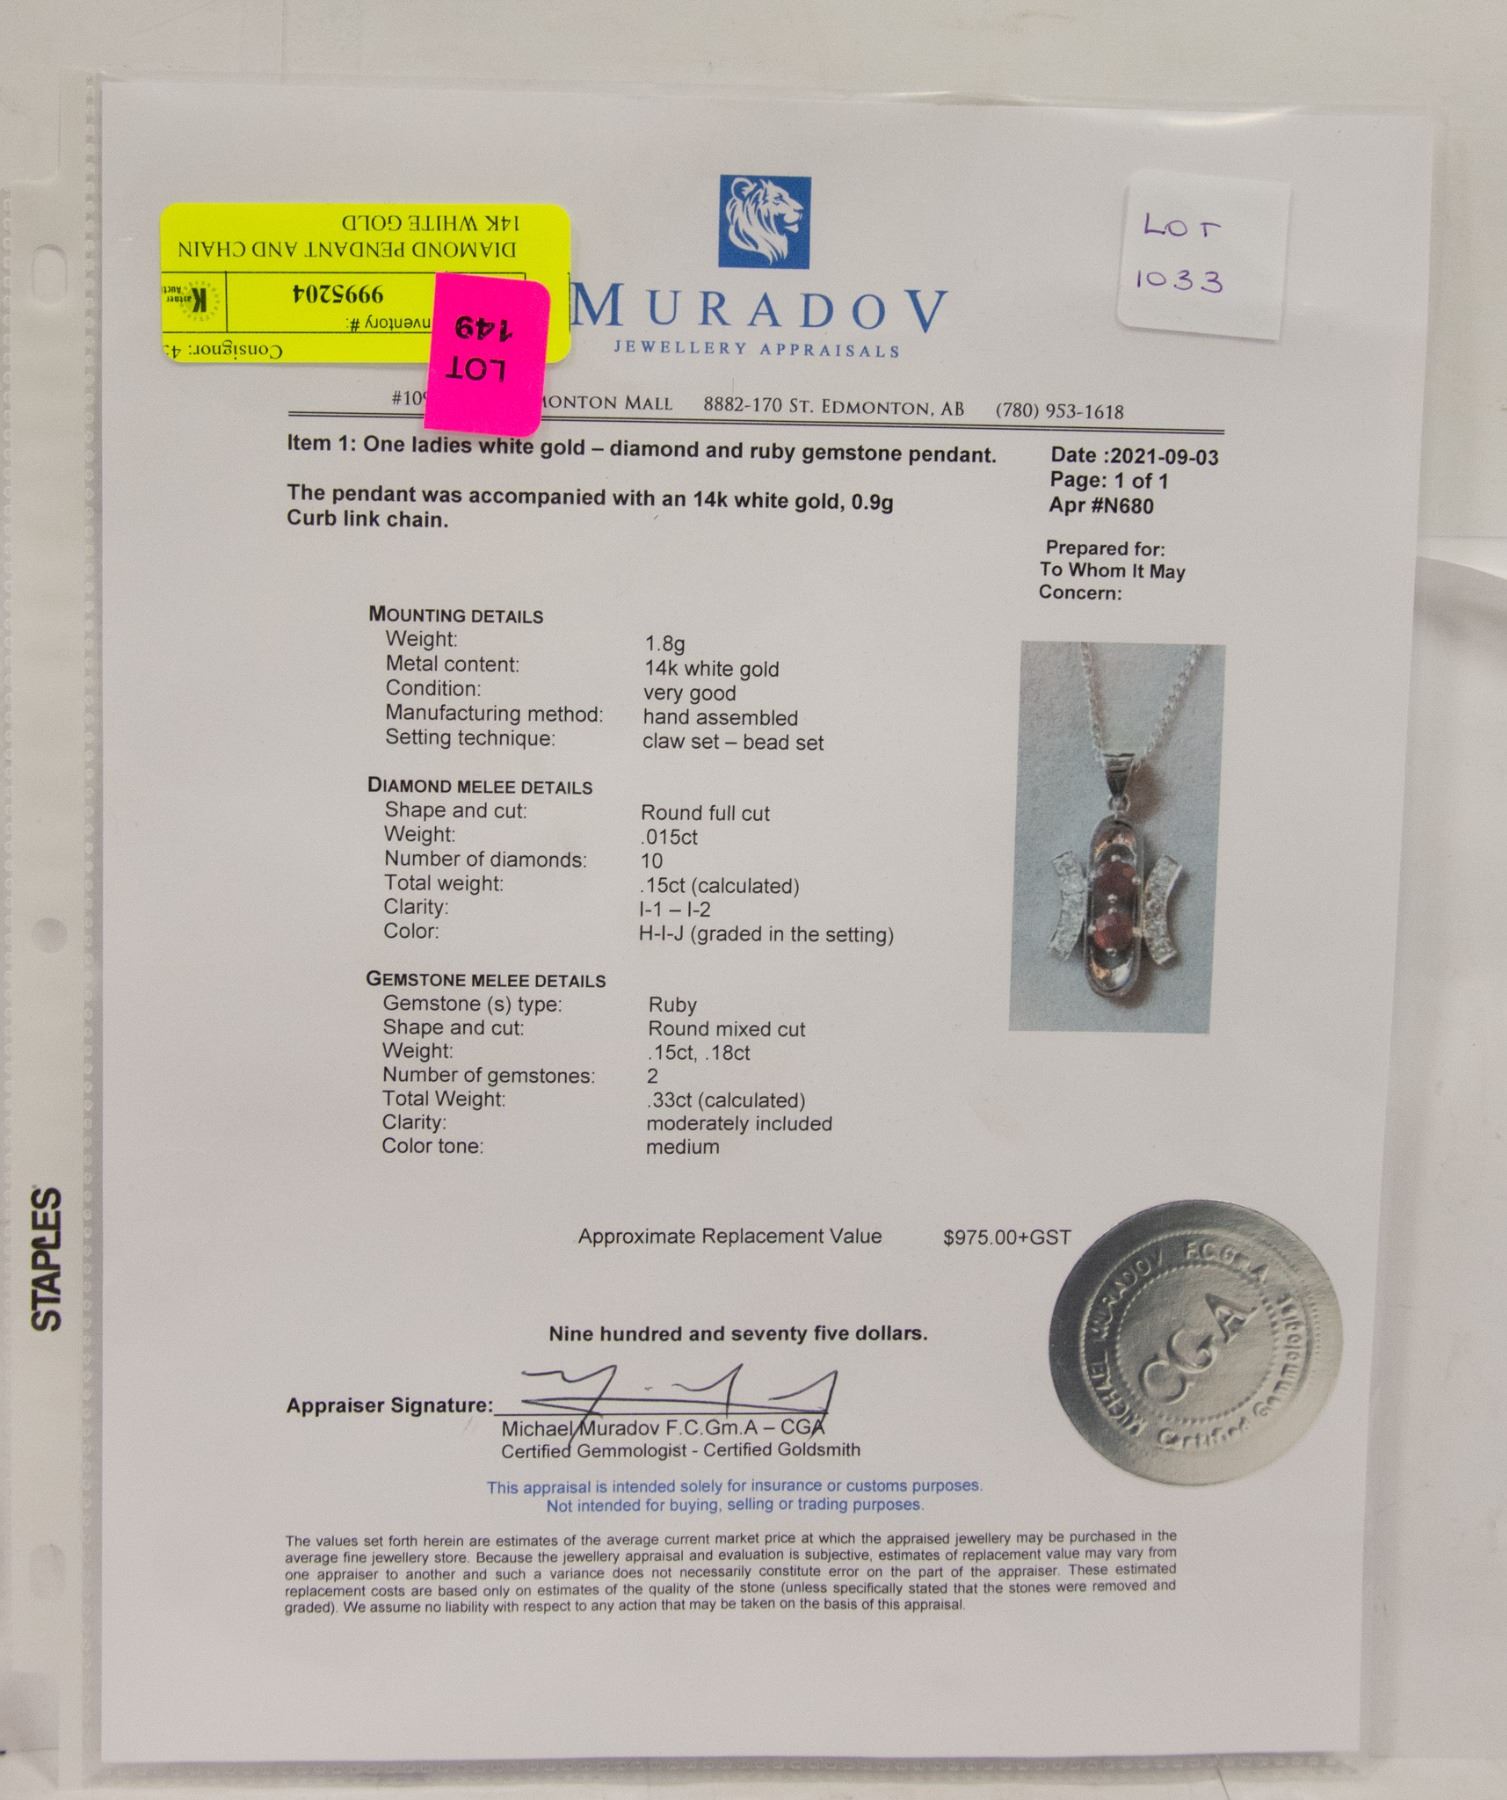 14K WHITE GOLD
DIAMOND PENDANT AND CHAIN
9995204
K
Consignor:
LOT
149
LOT
1033
MURADOV
JEWELLERY APPRAISALS
MALL 8882-170 ST. EDMONTON, AB (780) 953-1618
Item 1: One ladies white gold – diamond and ruby gemstone pendant.
The pendant was accompanied with an 14k white gold, 0.9g
Curb link chain.
Date :2021-09-03
Page: 1 of 1
Apr #N680
Prepared for:
To Whom It May
Concern:
MOUNTING DETAILS
Weight: 1.8g
Metal content: 14k white gold
Condition: very good
Manufacturing method: hand assembled
Setting technique: claw set – bead set
DIAMOND MELEE DETAILS
Shape and cut: Round full cut
Weight: .015ct
Number of diamonds: 10
Total weight: .15ct (calculated)
Clarity: I-1 – I-2
Color: H-I-J (graded in the setting)
GEMSTONE MELEE DETAILS
Gemstone (s) type: Ruby
Shape and cut: Round mixed cut
Weight: .15ct, .18ct
Number of gemstones: 2
Total Weight: .33ct (calculated)
Clarity: moderately included
Color tone: medium
Approximate Replacement Value $975.00+GST
Nine hundred and seventy five dollars.
Appraiser Signature:
Michael Muradov F.C.Gm.A – CGA
Certified Gemmologist - Certified Goldsmith
MICHAEL MURADOV F.C.G.A.
CGA
Certified Gemmologist
This appraisal is intended solely for insurance or customs purposes.
Not intended for buying, selling or trading purposes.
The values set forth herein are estimates of the average current market price at which the appraised jewellery may be purchased in the
average fine jewellery store. Because the jewellery appraisal and evaluation is subjective, estimates of replacement value may vary from
one appraiser to another and such a variance does not necessarily constitute error on the part of the appraiser. These estimated
replacement costs are based only on estimates of the quality of the stone (unless specifically stated that the stones were removed and
graded). We assume no liability with respect to any action that may be taken on the basis of this appraisal.
STAPLES